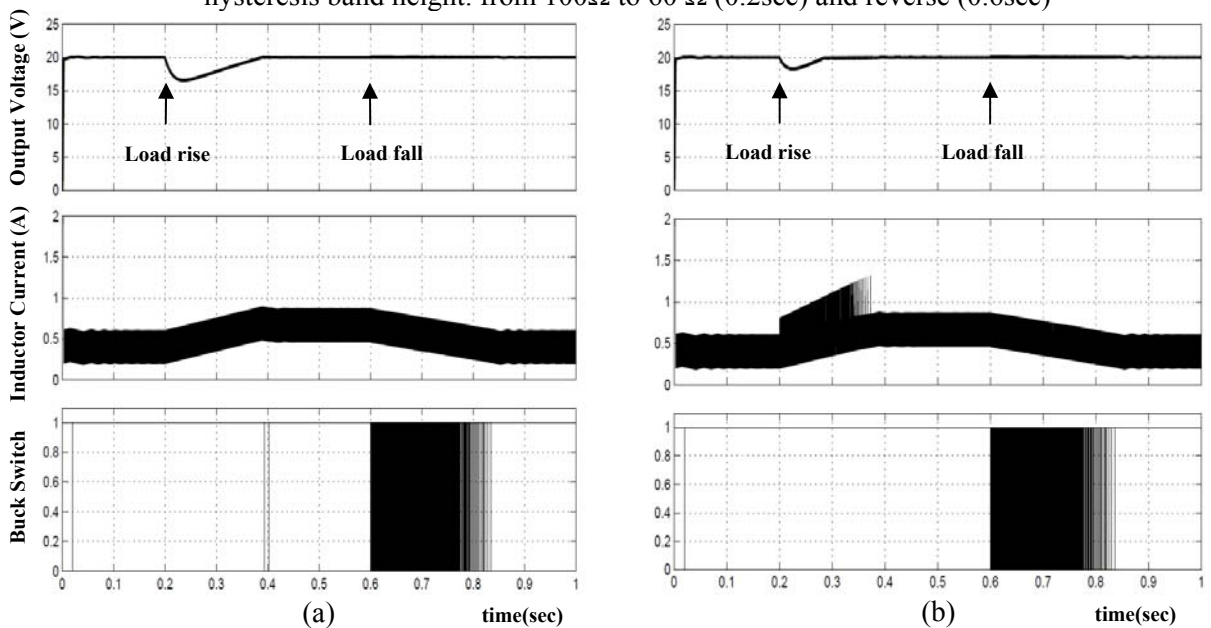 hysteresis band height: from 100Ω to 60 Ω (0.2sec) and reverse (0.6sec)
Output Voltage (V)
25
20
15
10
5
0
Load rise
Load fall
25
20
15
10
5
0
Load rise
Load fall
Inductor Current (A)
2
1.5
1
0.5
0
2
1.5
1
0.5
0
Buck Switch
1
0.8
0.6
0.4
0.2
0
0 0.1 0.2 0.3 0.4 0.5 0.6 0.7 0.8 0.9 1
(a)
time(sec)
1
0.8
0.6
0.4
0.2
0
0 0.1 0.2 0.3 0.4 0.5 0.6 0.7 0.8 0.9 1
(b)
time(sec)